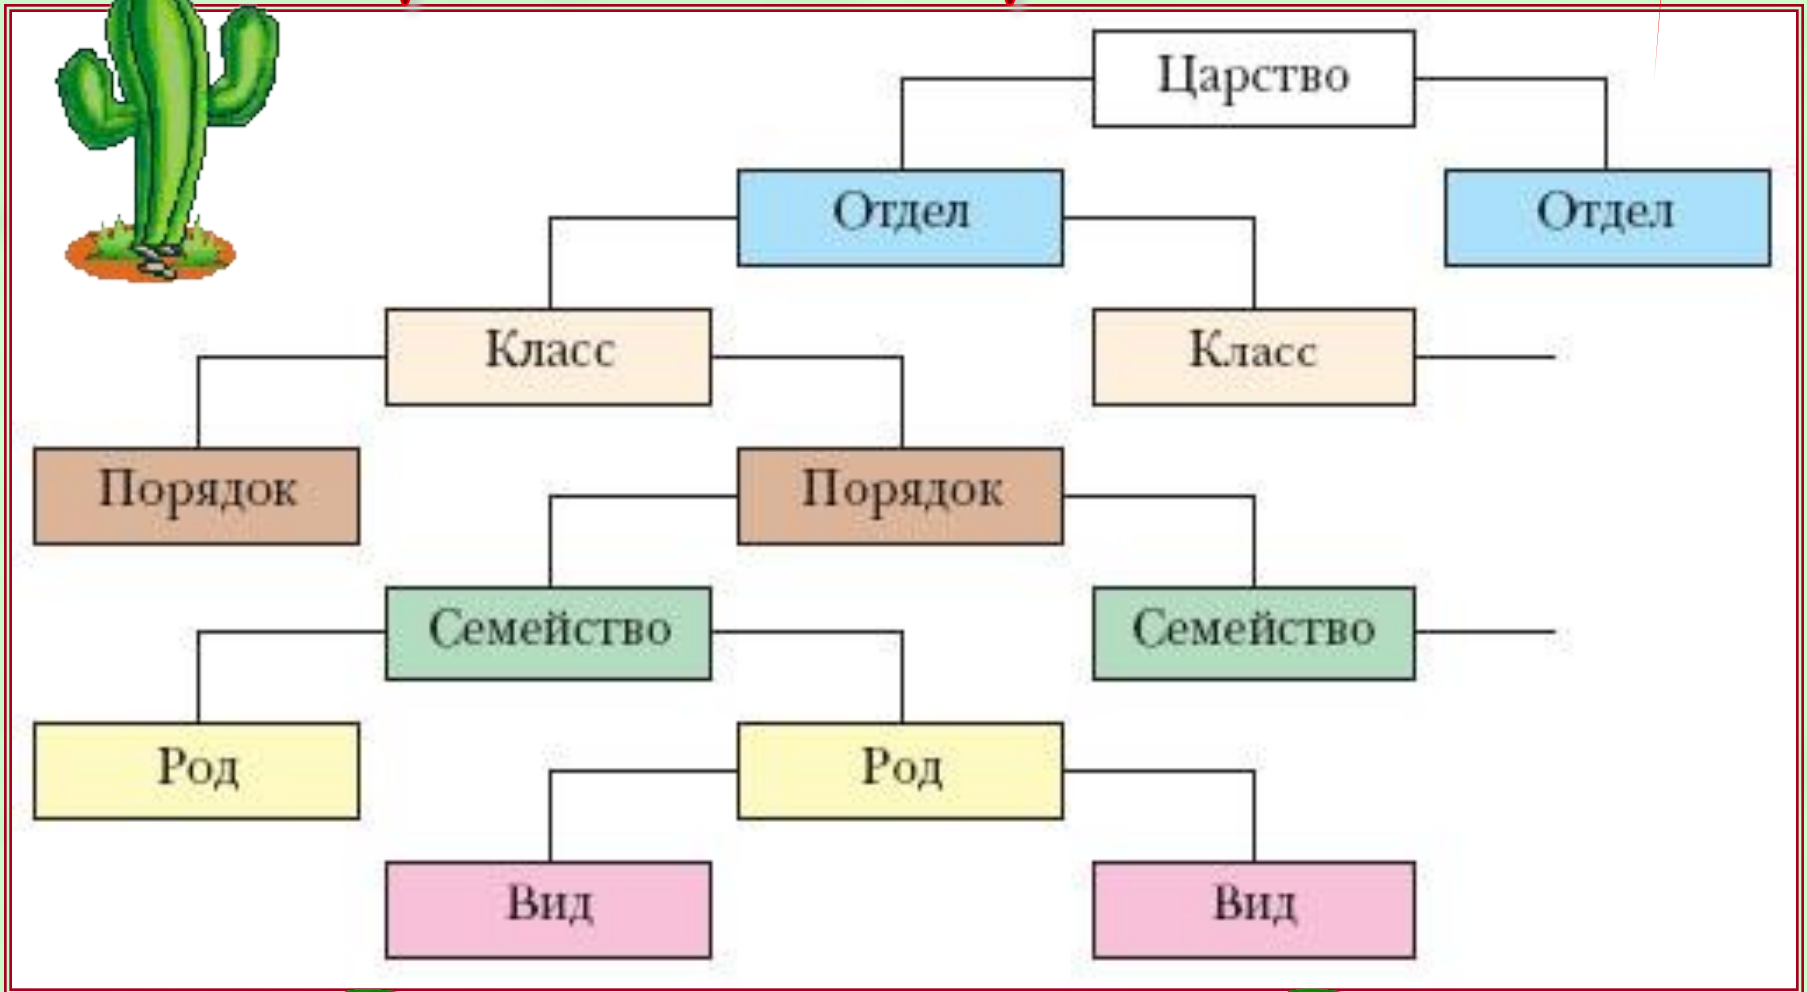 Царство
Отдел
Отдел
Класс
Класс
Порядок
Порядок
Семейство
Семейство
Род
Род
Вид
Вид